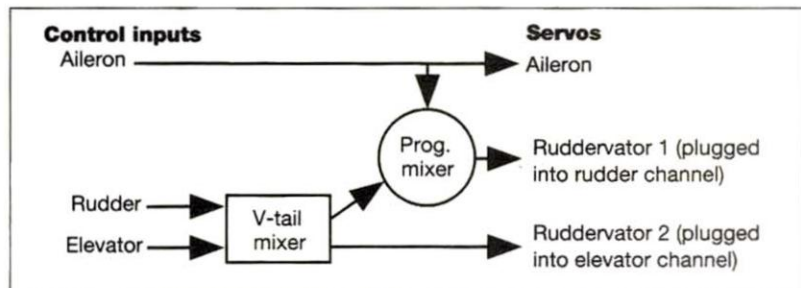 Control inputs
Servos
Aileron
Aileron
Prog.
mixer
Ruddervator 1 (plugged
into rudder channel)
Rudder
V-tail
mixer
Elevator
Ruddervator 2 (plugged
into elevator channel)